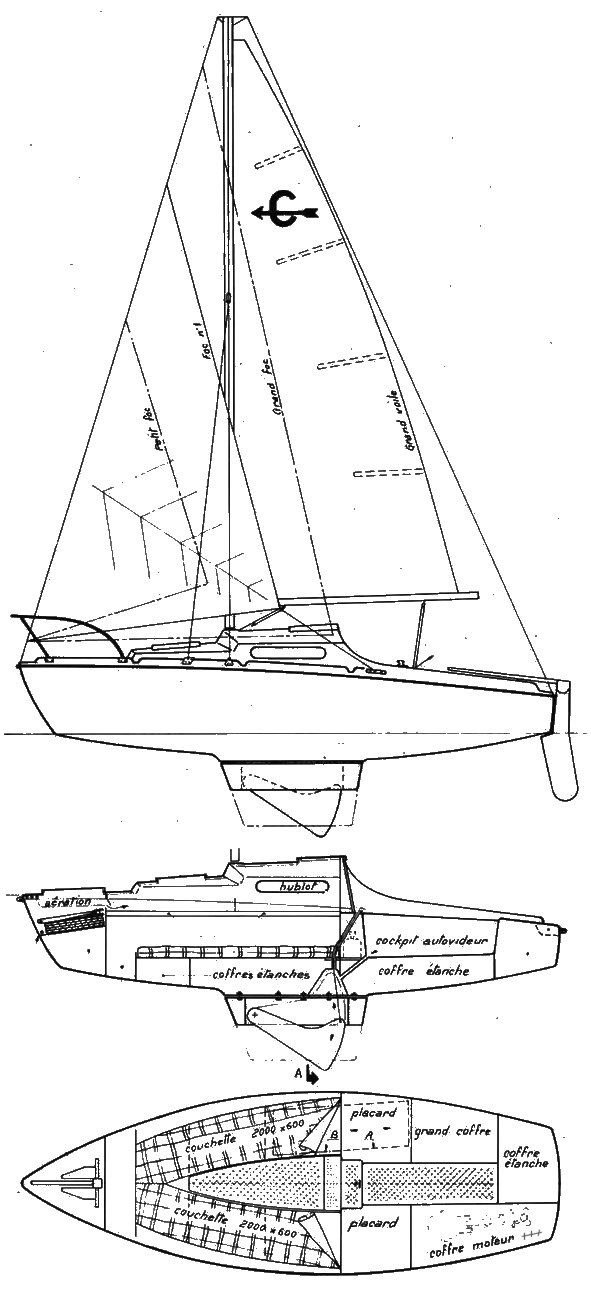 C
Foc n°1
Grand foc
Petit foc
Grand voile
aération
hublot
cockpit autovideur
coffres étanches
coffre étanche
A
placard
couchette 2000 x 600
B
A
grand coffre
coffre
étanche
couchette 2000 x 600
placard
coffre moteur